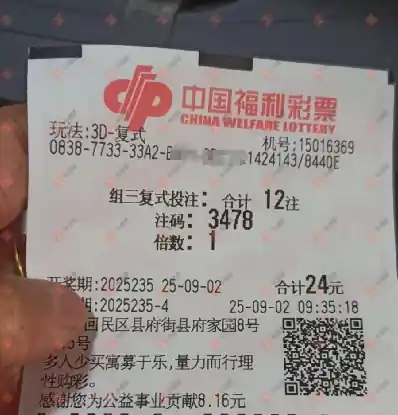 中国福利彩票
CHINA WELFARE LOTTERY
玩法:3D-复式
机号:15016369
0838-7733-33A2- 1424143/8440E
组三复式投注: 合计 12注
注码: 3478
倍数: 1
开奖期:2025235 25-09-02 合计24元
期:2025235-4 25-09-02 09:35:18
回民区县府街县府家园8号
5号
多人少买寓募于乐,量力而行理
性购彩。
感谢您为公益事业贡献8.16元